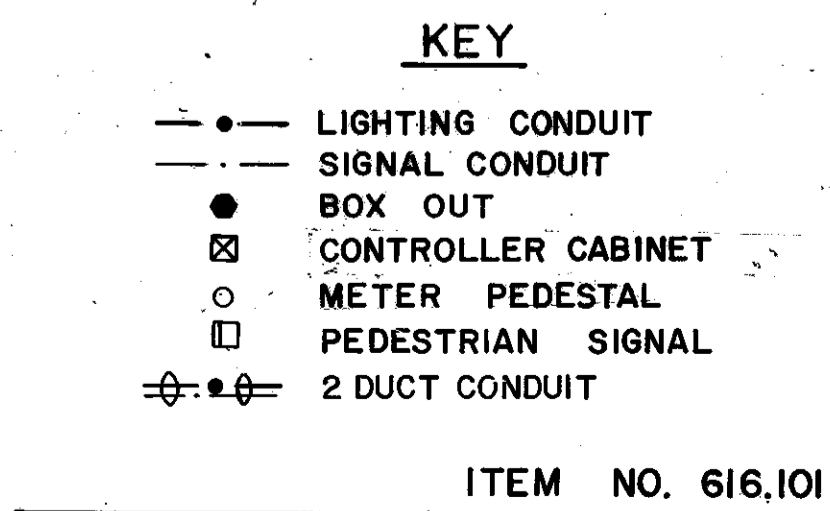 KEY
LIGHTING CONDUIT
SIGNAL CONDUIT
BOX OUT
CONTROLLER CABINET
METER PEDESTAL
PEDESTRIAN SIGNAL
2 DUCT CONDUIT
ITEM NO. 616.101